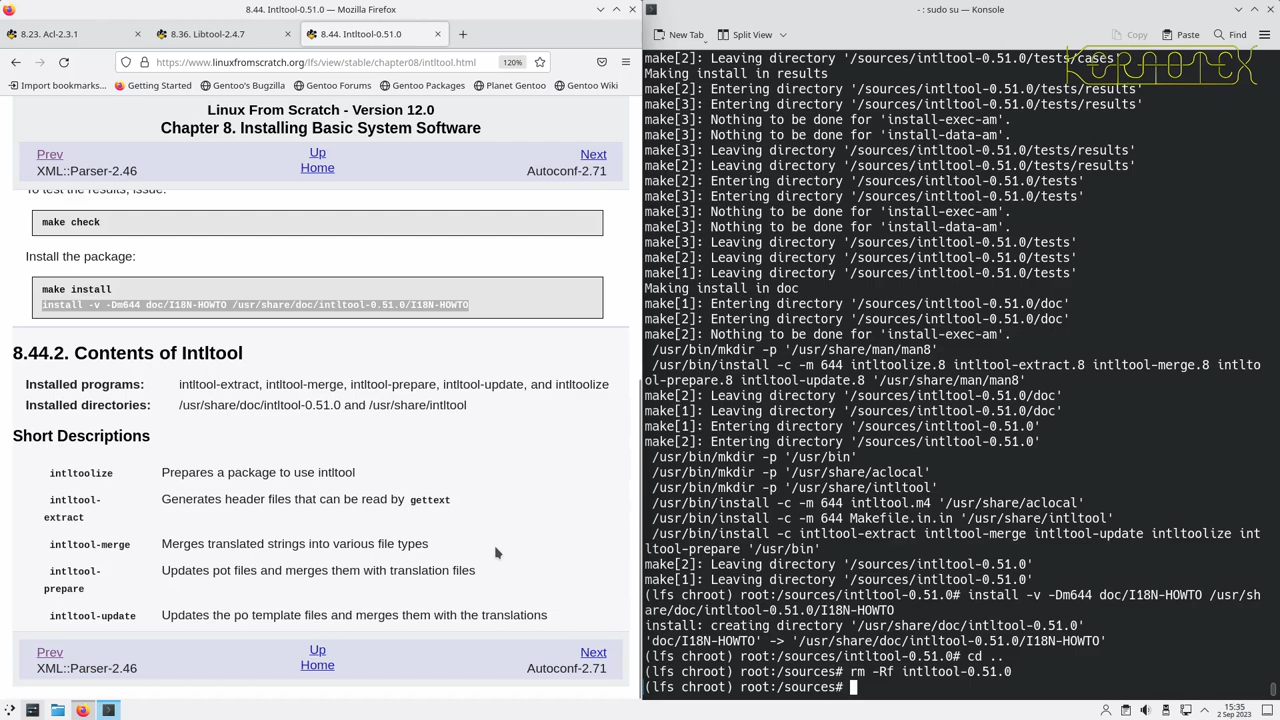 8.44. Intltool-0.51.0 — Mozilla Firefox
8.23. Acl-2.3.1
8.36. Libtool-2.4.7
8.44. Intltool-0.51.0
https://www.linuxfromscratch.org/lfs/view/stable/chapter08/intltool.html
120%
Import bookmarks...
Getting Started
Gentoo's Bugzilla
Gentoo Forums
Gentoo Packages
Planet Gentoo
Gentoo Wiki
Linux From Scratch - Version 12.0
Chapter 8. Installing Basic System Software
Prev
Up
Next
XML::Parser-2.46
Home
Autoconf-2.71
To test the results, issue:
make check
Install the package:
make install
install -v -Dm644 doc/I18N-HOWTO /usr/share/doc/intltool-0.51.0/I18N-HOWTO
8.44.2. Contents of Intltool
Installed programs: intltool-extract, intltool-merge, intltool-prepare, intltool-update, and intltoolize
Installed directories: /usr/share/doc/intltool-0.51.0 and /usr/share/intltool
Short Descriptions
intltoolize Prepares a package to use intltool
intltool- Generates header files that can be read by gettext
extract
intltool-merge Merges translated strings into various file types
intltool- Updates pot files and merges them with translation files
prepare
intltool-update Updates the po template files and merges them with the translations
Prev
Up
Next
XML::Parser-2.46
Home
Autoconf-2.71
- : sudo su — Konsole
New Tab
Split View
Copy
Paste
Find
KERNOTEX
make[2]: Leaving directory '/sources/intltool-0.51.0/tests/cases'
Making install in results
make[2]: Entering directory '/sources/intltool-0.51.0/tests/results'
make[3]: Entering directory '/sources/intltool-0.51.0/tests/results'
make[3]: Nothing to be done for 'install-exec-am'.
make[3]: Nothing to be done for 'install-data-am'.
make[3]: Leaving directory '/sources/intltool-0.51.0/tests/results'
make[2]: Leaving directory '/sources/intltool-0.51.0/tests/results'
make[2]: Entering directory '/sources/intltool-0.51.0/tests'
make[3]: Entering directory '/sources/intltool-0.51.0/tests'
make[3]: Nothing to be done for 'install-exec-am'.
make[3]: Nothing to be done for 'install-data-am'.
make[3]: Leaving directory '/sources/intltool-0.51.0/tests'
make[2]: Leaving directory '/sources/intltool-0.51.0/tests'
make[1]: Leaving directory '/sources/intltool-0.51.0/tests'
Making install in doc
make[1]: Entering directory '/sources/intltool-0.51.0/doc'
make[2]: Entering directory '/sources/intltool-0.51.0/doc'
make[2]: Nothing to be done for 'install-exec-am'.
/usr/bin/mkdir -p '/usr/share/man/man8'
/usr/bin/install -c -m 644 intltoolize.8 intltool-extract.8 intltool-merge.8 intlto
ol-prepare.8 intltool-update.8 '/usr/share/man/man8'
make[2]: Leaving directory '/sources/intltool-0.51.0/doc'
make[1]: Leaving directory '/sources/intltool-0.51.0/doc'
make[1]: Entering directory '/sources/intltool-0.51.0'
make[2]: Entering directory '/sources/intltool-0.51.0'
/usr/bin/mkdir -p '/usr/bin'
/usr/bin/mkdir -p '/usr/share/aclocal'
/usr/bin/mkdir -p '/usr/share/intltool'
/usr/bin/install -c -m 644 intltool.m4 '/usr/share/aclocal'
/usr/bin/install -c -m 644 Makefile.in.in '/usr/share/intltool'
/usr/bin/install -c intltool-extract intltool-merge intltool-update intltoolize int
ltool-prepare '/usr/bin'
make[2]: Leaving directory '/sources/intltool-0.51.0'
make[1]: Leaving directory '/sources/intltool-0.51.0'
(lfs chroot) root:/sources/intltool-0.51.0# install -v -Dm644 doc/I18N-HOWTO /usr/sh
are/doc/intltool-0.51.0/I18N-HOWTO
install: creating directory '/usr/share/doc/intltool-0.51.0'
'doc/I18N-HOWTO' -> '/usr/share/doc/intltool-0.51.0/I18N-HOWTO'
(lfs chroot) root:/sources/intltool-0.51.0# cd ..
(lfs chroot) root:/sources# rm -Rf intltool-0.51.0
(lfs chroot) root:/sources#
15:35
2 Sep 2023